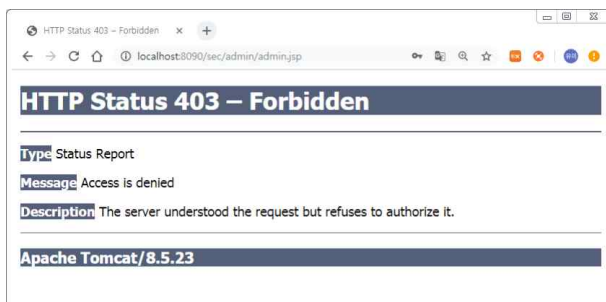 HTTP Status 403 – Forbidden
localhost:8090/sec/admin/admin.jsp
HTTP Status 403 – Forbidden
Type Status Report
Message Access is denied
Description The server understood the request but refuses to authorize it.
Apache Tomcat/8.5.23